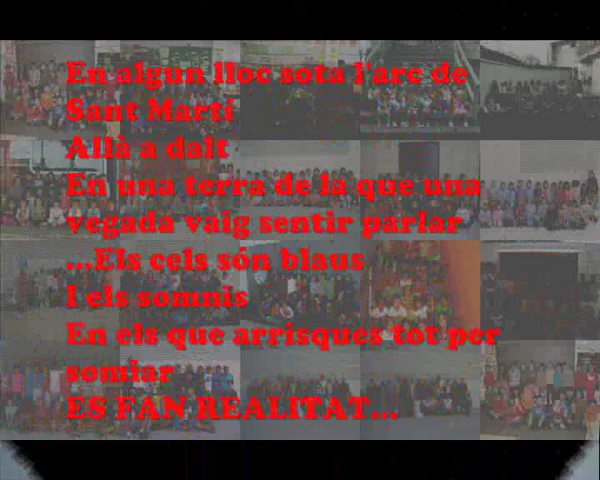 En algun lloc sota l'arc de
Sant Martí
Allà a dalt
En una terra de la que una
vegada vaig sentir parlar
...Els cels són blaus
I els somnis
En els que arrisques tot per
somiar
ES FAN REALITAT...